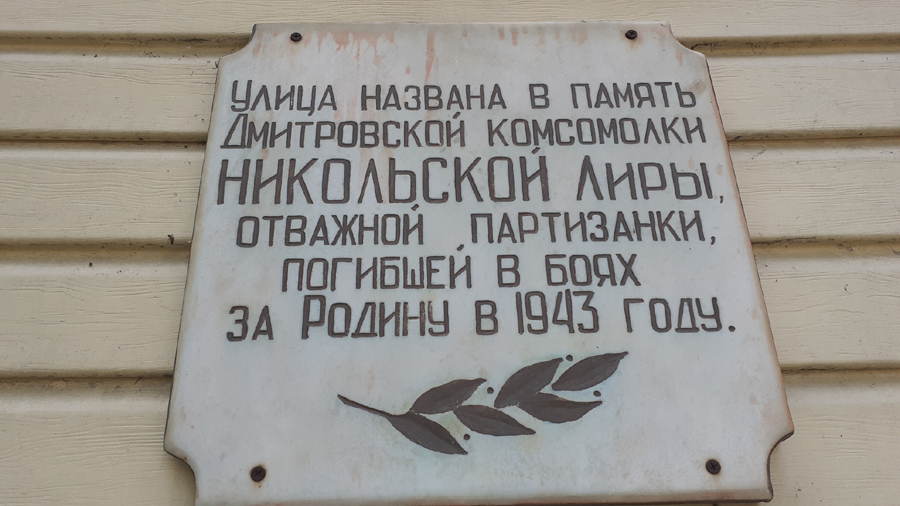 Улица названа в память
Дмитровской комсомолки
НИКОЛЬСКОЙ Лиры,
отважной партизанки,
погибшей в боях
за Родину в 1943 году.